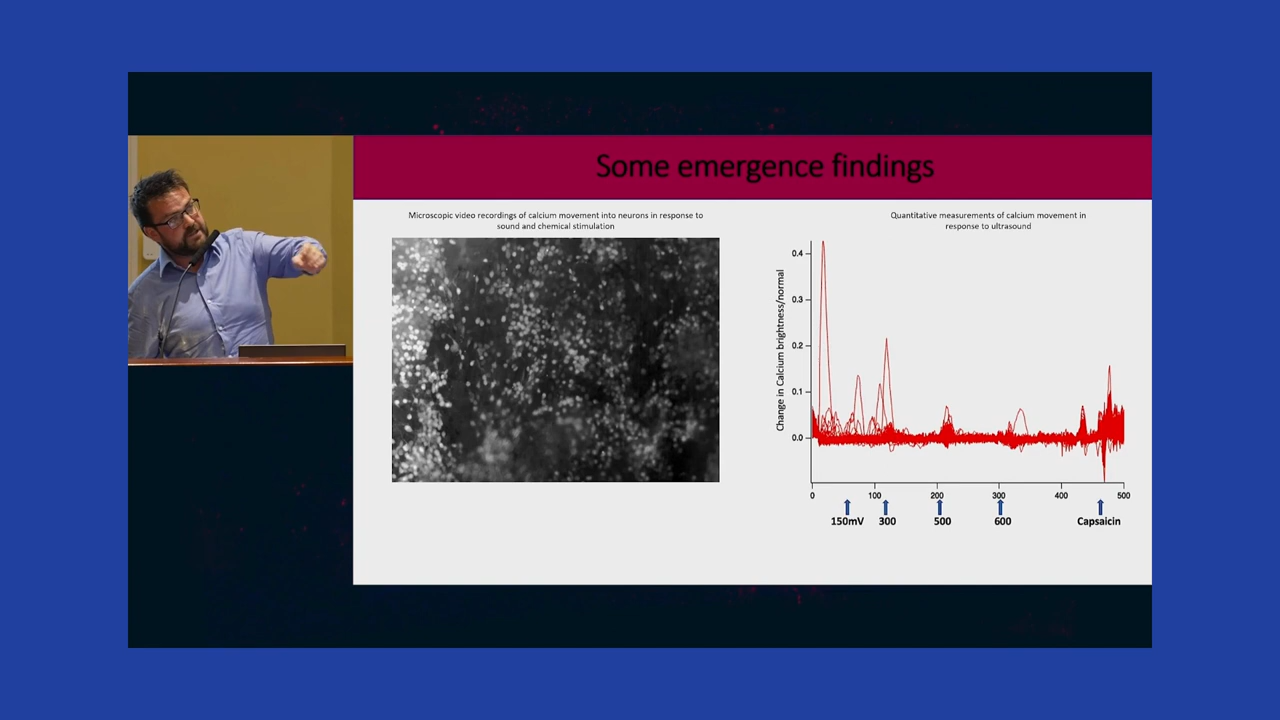 Some emergence findings
Microscopic video recordings of calcium movement into neurons in response to
sound and chemical stimulation
Quantitative measurements of calcium movement in
response to ultrasound
Change in Calcium brightness/normal
0.4
0.3
0.2
0.1
0.0
0 100 200 300 400 500
150mV 300 500 600 Capsaicin